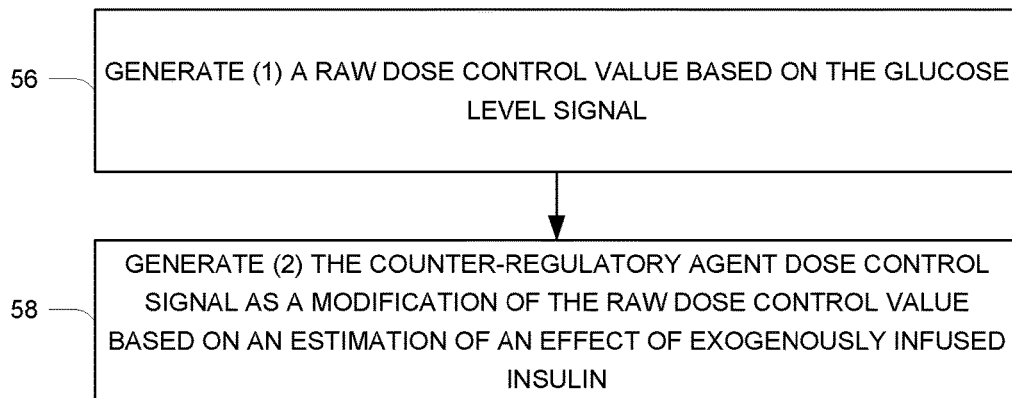 56
GENERATE (1) A RAW DOSE CONTROL VALUE BASED ON THE GLUCOSE
LEVEL SIGNAL
58
GENERATE (2) THE COUNTER-REGULATORY AGENT DOSE CONTROL
SIGNAL AS A MODIFICATION OF THE RAW DOSE CONTROL VALUE
BASED ON AN ESTIMATION OF AN EFFECT OF EXOGENOUSLY INFUSED
INSULIN